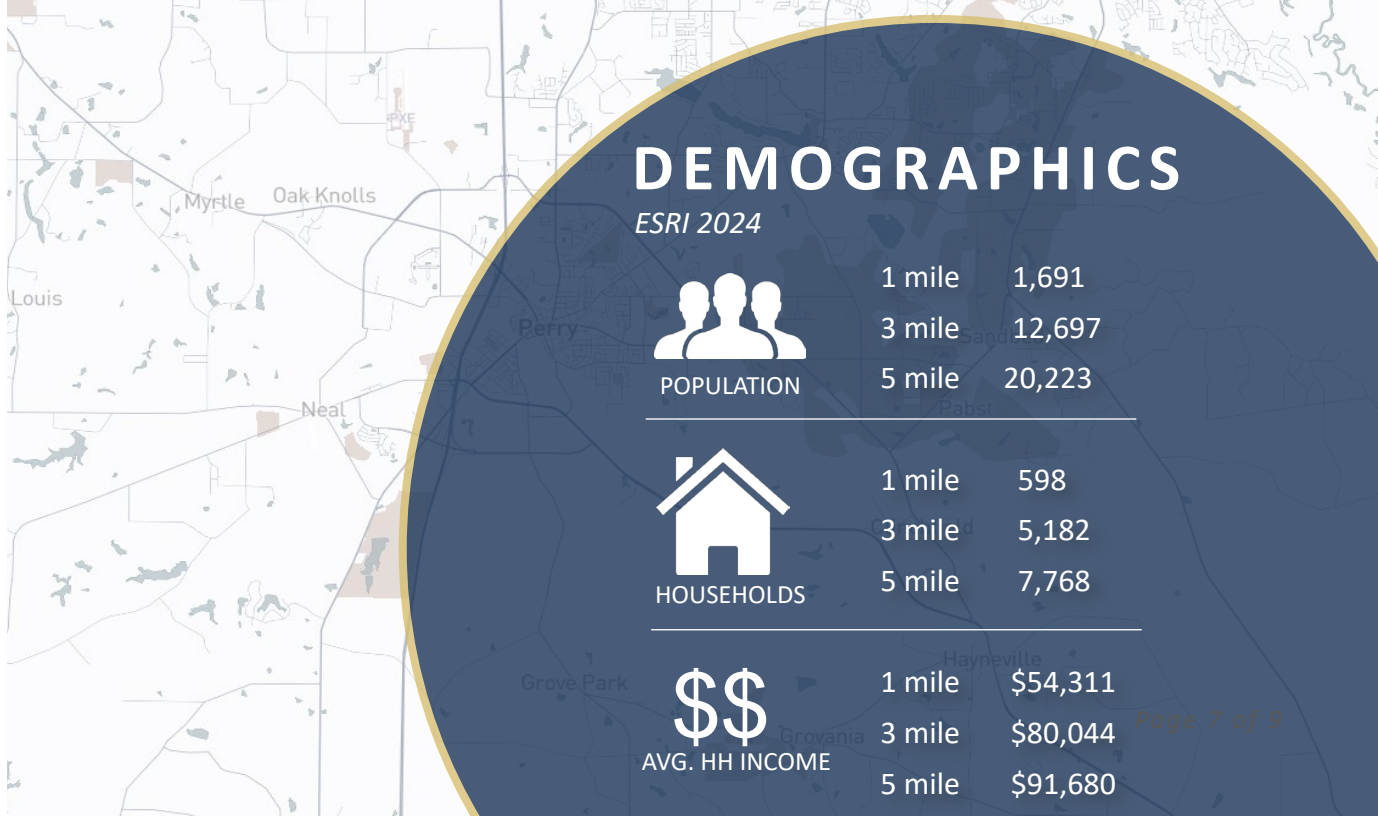 PXE
Myrtle
Oak Knolls
Louis
Neal
DEMOGRAPHICS
ESRI 2024
POPULATION
1 mile 1,691
3 mile 12,697
5 mile 20,223
Perry
Pabst
HOUSEHOLDS
1 mile 598
3 mile 5,182
5 mile 7,768
Hayneville
Grove Park
Grovania
$$
AVG. HH INCOME
1 mile $54,311
3 mile $80,044
5 mile $91,680
Page 7 of 9